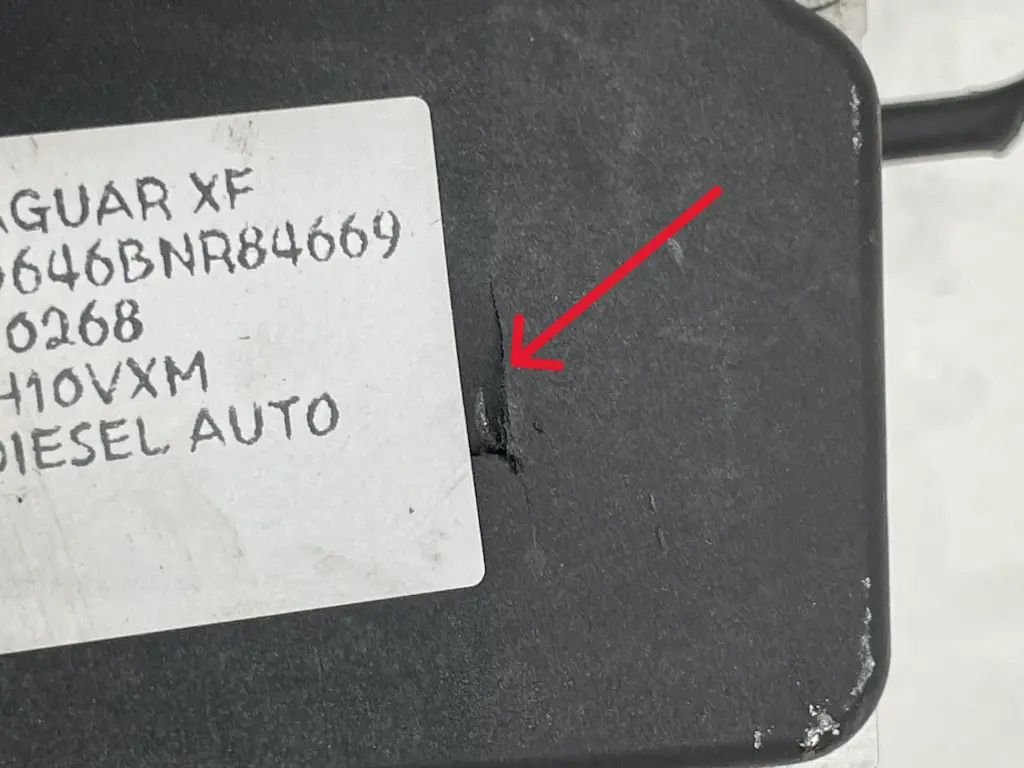 AGUAR XF
646BNR84669
0268
H10VXM
DIESEL AUTO